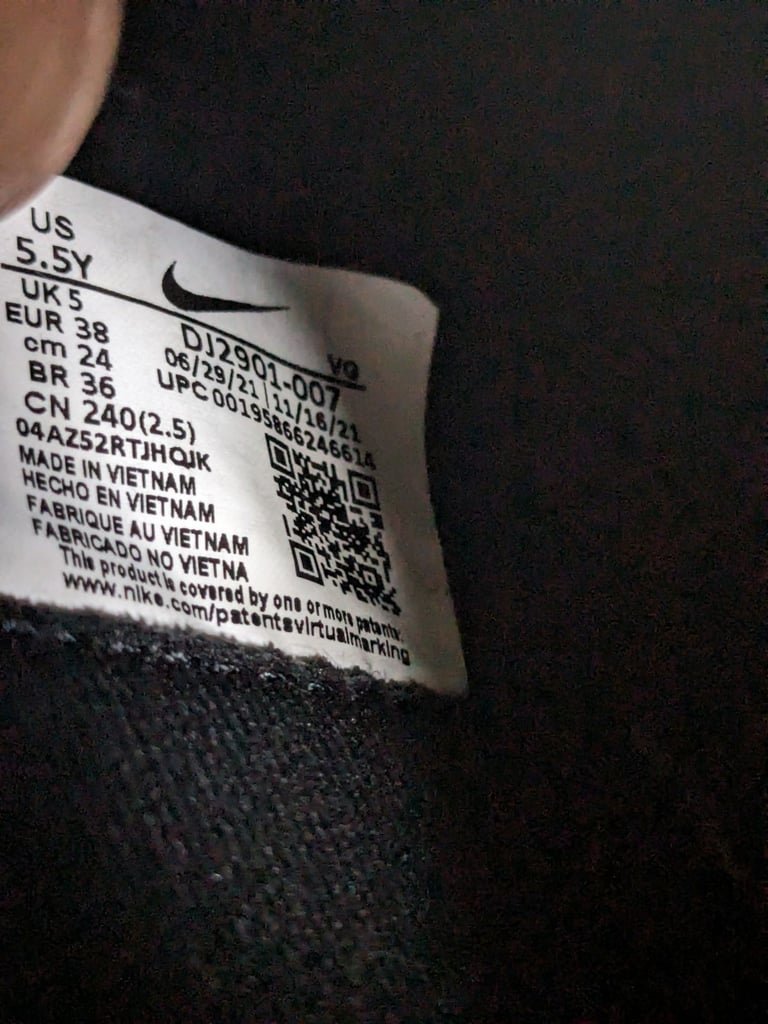 US
5.5Y
UK 5
EUR 38
cm 24
BR 36
CN 240(2.5)
DJ2901-007 VQ
06/29/21 | 11/16/21
UPC 00195866246614
04AZ52RTJHQJK
MADE IN VIETNAM
HECHO EN VIETNAM
FABRIQUE AU VIETNAM
FABRICADO NO VIETNA
This product is covered by one or more patents:
www.nike.com/patentsvirtualmarking